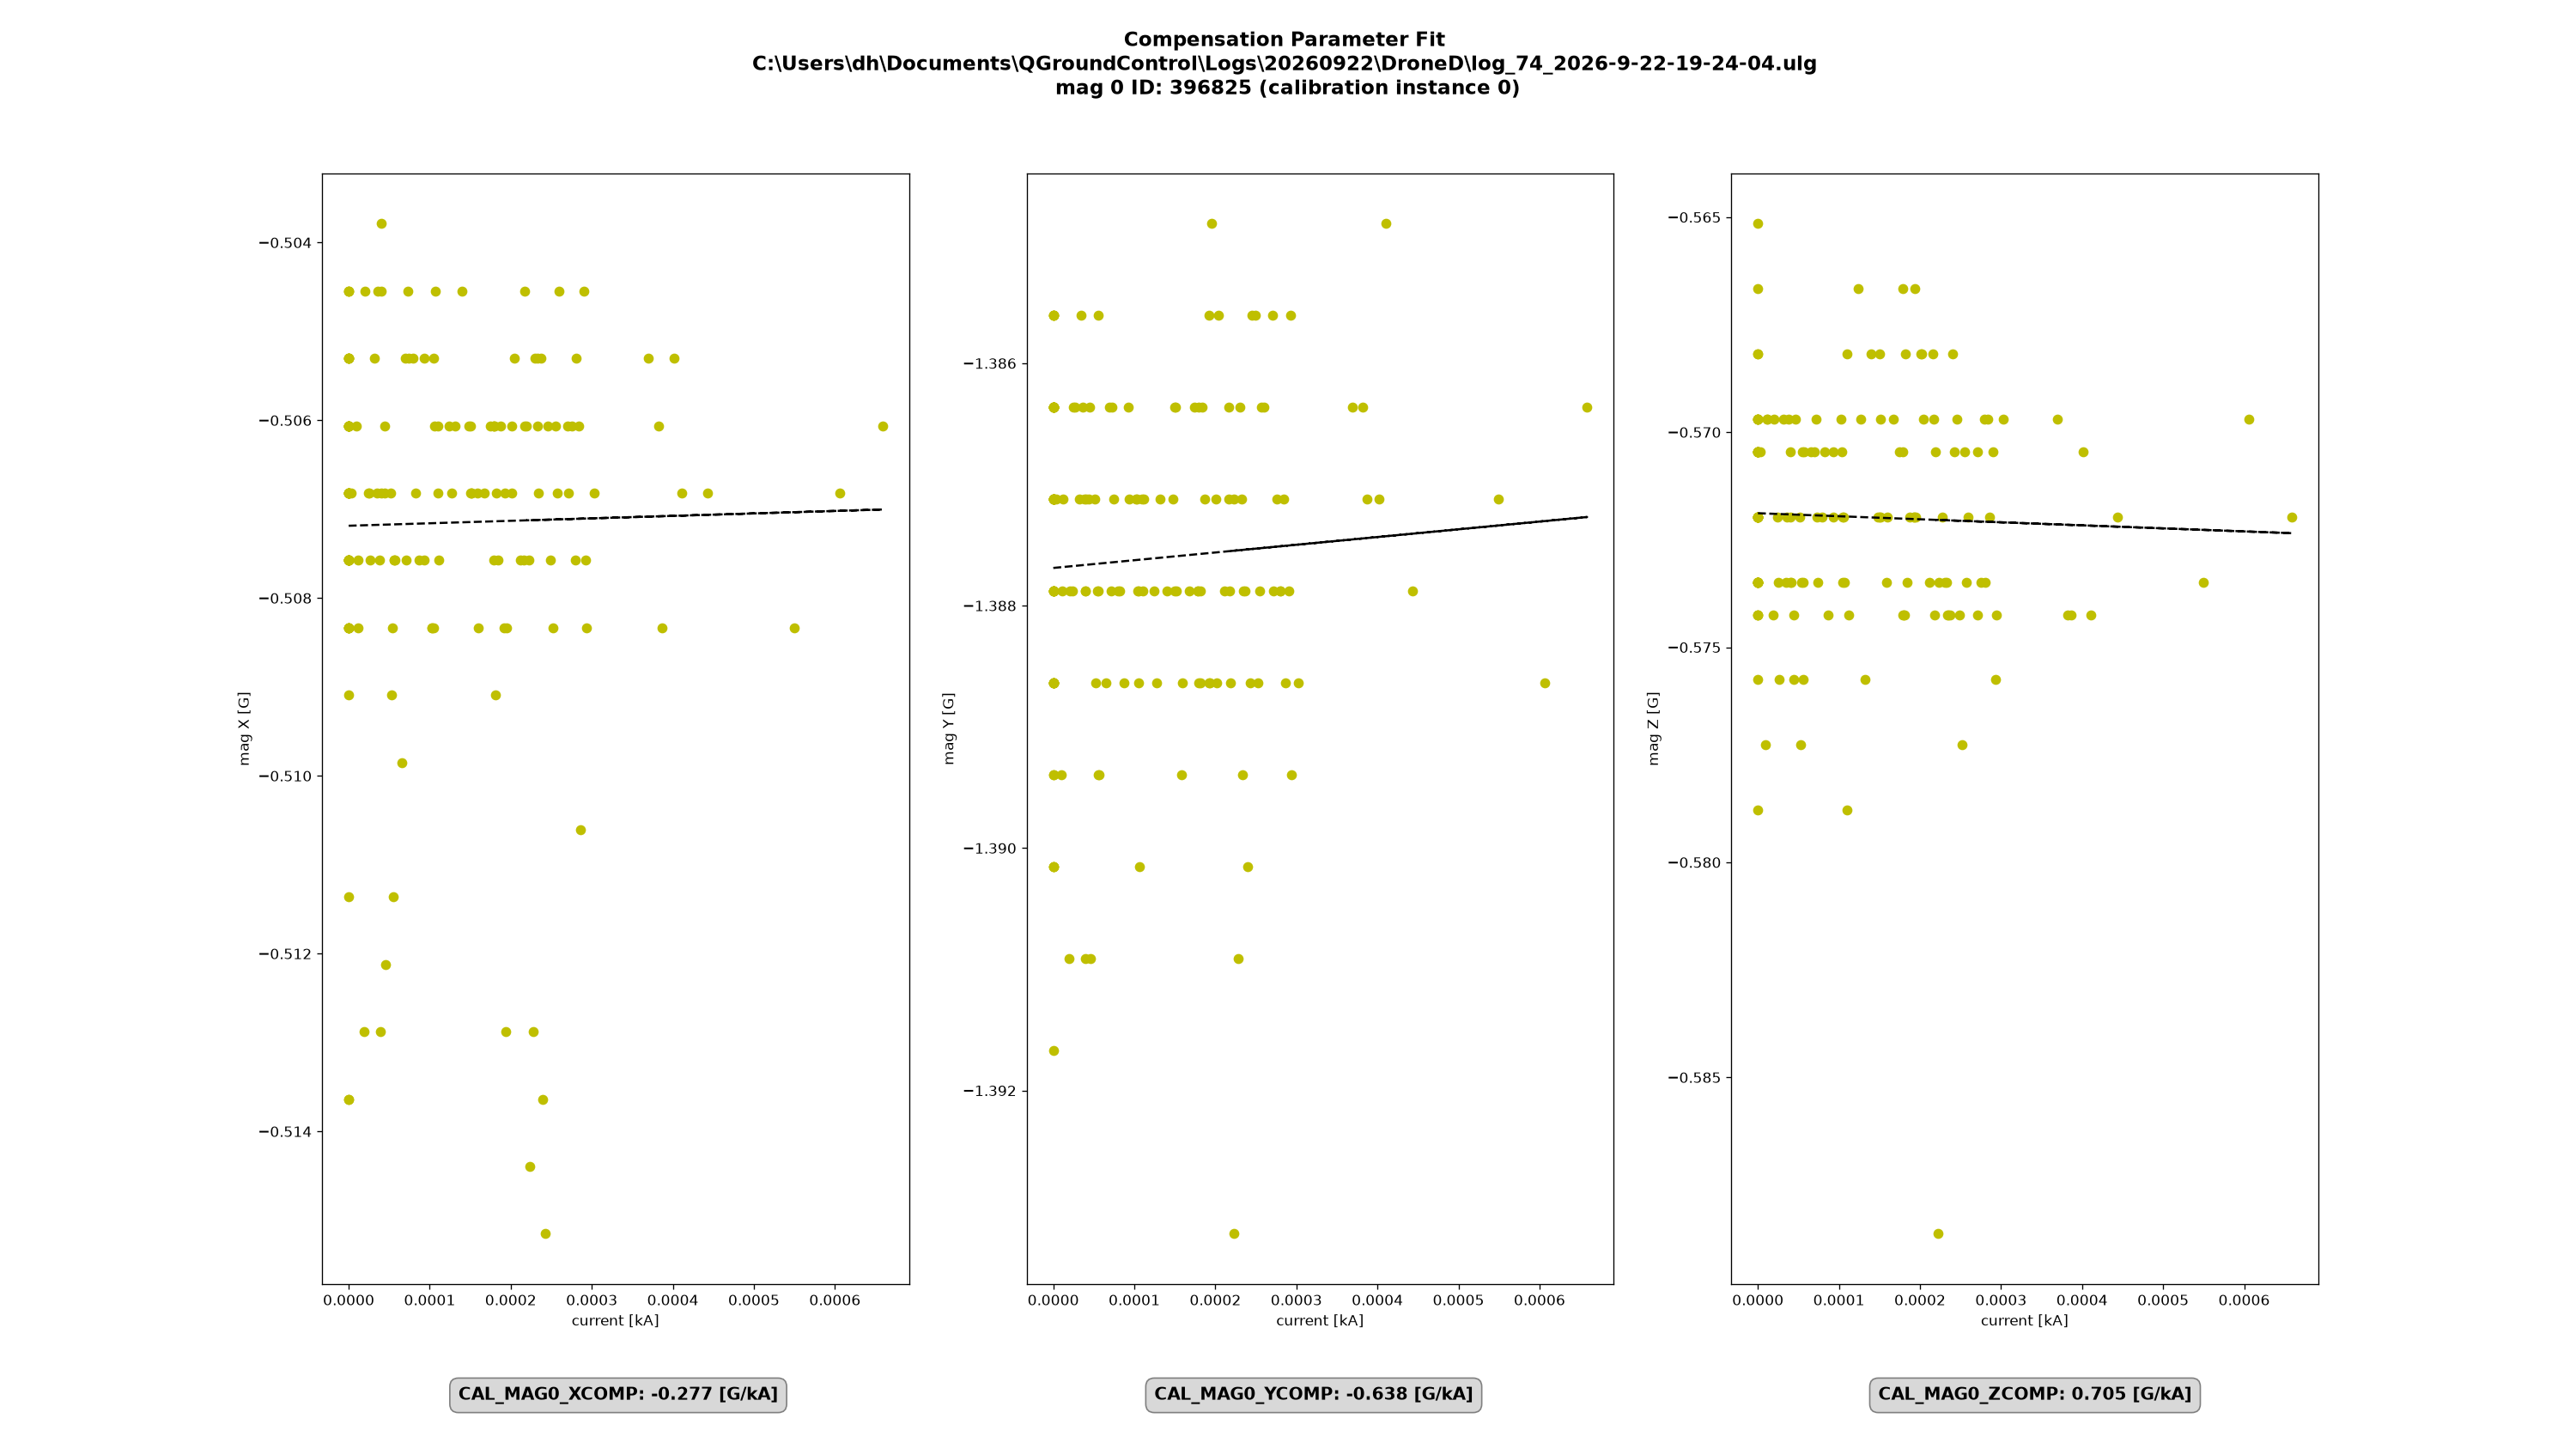 Compensation Parameter Fit
C:\Users\dh\Documents\QGroundControl\Logs\20260922\DroneD\log_74_2026-9-22-19-24-04.ulg
mag 0 ID: 396825 (calibration instance 0)
−0.504
−0.506
−0.508
−0.510
−0.512
−0.514
mag X [G]
0.0000 0.0001 0.0002 0.0003 0.0004 0.0005 0.0006
current [kA]
CAL_MAG0_XCOMP: -0.277 [G/kA]
−1.386
−1.388
−1.390
−1.392
mag Y [G]
0.0000 0.0001 0.0002 0.0003 0.0004 0.0005 0.0006
current [kA]
CAL_MAG0_YCOMP: -0.638 [G/kA]
−0.565
−0.570
−0.575
−0.580
−0.585
mag Z [G]
0.0000 0.0001 0.0002 0.0003 0.0004 0.0005 0.0006
current [kA]
CAL_MAG0_ZCOMP: 0.705 [G/kA]